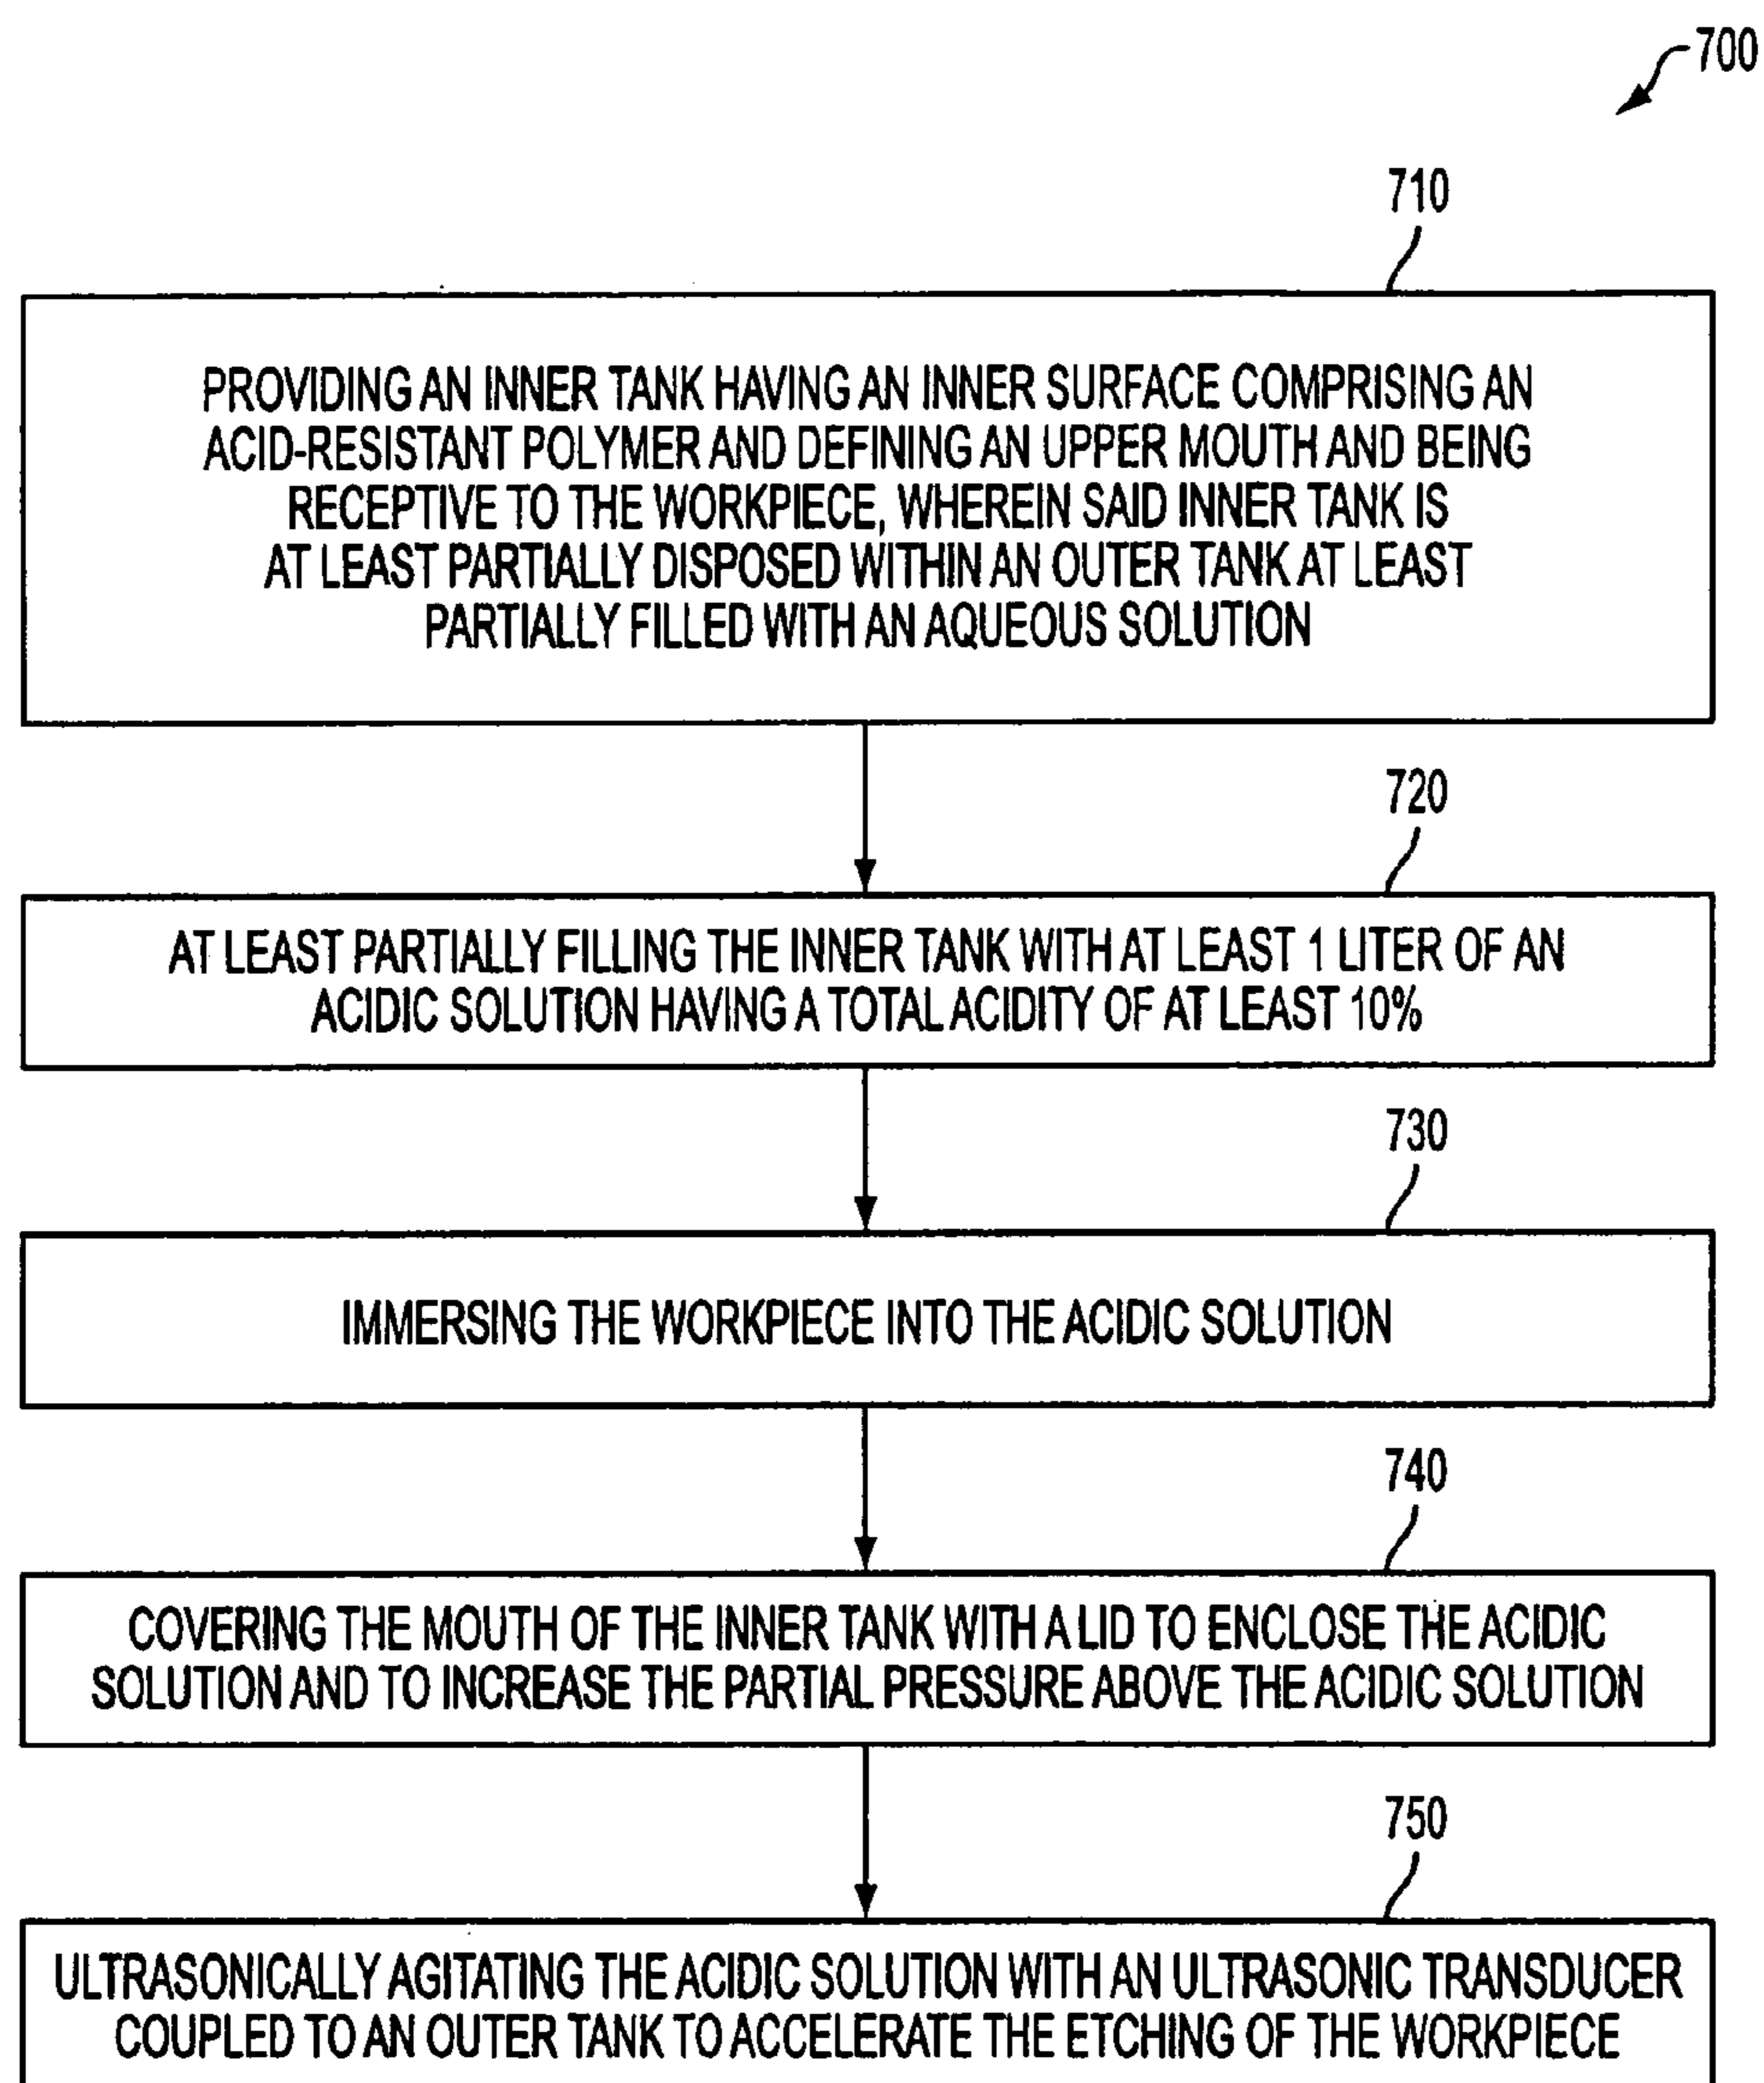 700
710
PROVIDING AN INNER TANK HAVING AN INNER SURFACE COMPRISING AN
ACID-RESISTANT POLYMER AND DEFINING AN UPPER MOUTH AND BEING
RECEPTIVE TO THE WORKPIECE, WHEREIN SAID INNER TANK IS
AT LEAST PARTIALLY DISPOSED WITHIN AN OUTER TANK AT LEAST
PARTIALLY FILLED WITH AN AQUEOUS SOLUTION
720
AT LEAST PARTIALLY FILLING THE INNER TANK WITH AT LEAST 1 LITER OF AN
ACIDIC SOLUTION HAVING A TOTAL ACIDITY OF AT LEAST 10%
730
IMMERSING THE WORKPIECE INTO THE ACIDIC SOLUTION
740
COVERING THE MOUTH OF THE INNER TANK WITH A LID TO ENCLOSE THE ACIDIC
SOLUTION AND TO INCREASE THE PARTIAL PRESSURE ABOVE THE ACIDIC SOLUTION
750
ULTRASONICALLY AGITATING THE ACIDIC SOLUTION WITH AN ULTRASONIC TRANSDUCER
COUPLED TO AN OUTER TANK TO ACCELERATE THE ETCHING OF THE WORKPIECE